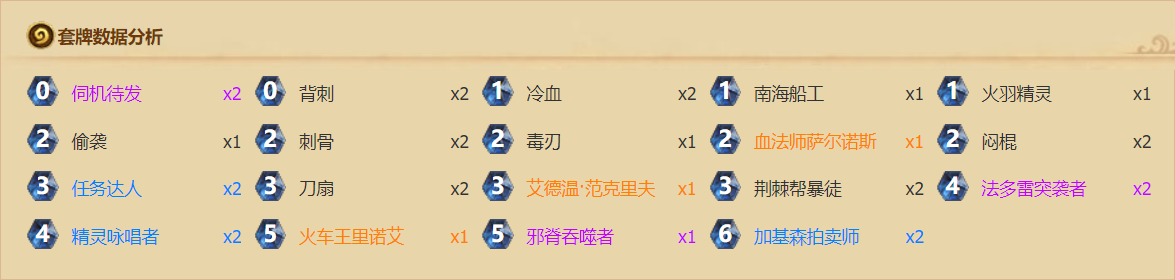 套牌数据分析
0 伺机待发 x2 0 背刺 x2 1 冷血 x2 1 南海船工 x1 1 火羽精灵 x1
2 偷袭 x1 2 刺骨 x2 2 毒刃 x1 2 血法师萨尔诺斯 x1 2 闷棍 x2
3 任务达人 x2 3 刀扇 x2 3 艾德温·范克里夫 x1 3 荆棘帮暴徒 x2 4 法多雷突袭者 x2
4 精灵咏唱者 x2 5 火车王里诺艾 x1 5 邪脊吞噬者 x1 6 加基森拍卖师 x2